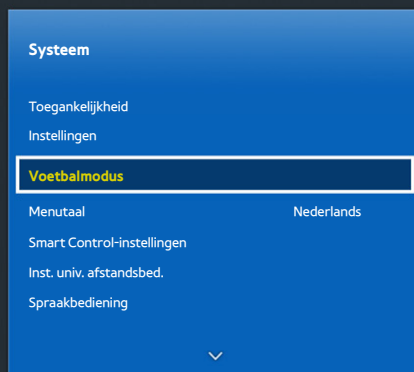 Systeem
Toegankelijkheid
Instellingen
Voetbalmodus
Menutaal Nederlands
Smart Control-instellingen
Inst. univ. afstandsbed.
Spraakbediening